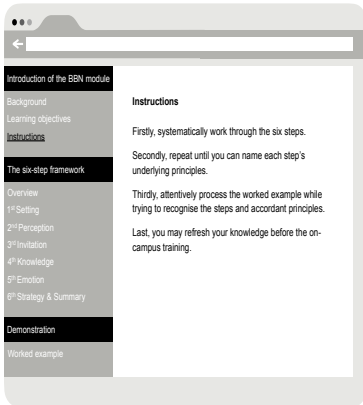 Introduction of the BBN module
Background
Learning objectives
Instructions
The six-step framework
Overview
1st Setting
2nd Perception
3rd Invitation
4th Knowledge
5th Emotion
6th Strategy & Summary
Demonstration
Worked example
Instructions
Firstly, systematically work through the six steps.
Secondly, repeat until you can name each step's
underlying principles.
Thirdly, attentively process the worked example while
trying to recognise the steps and accordant principles.
Last, you may refresh your knowledge before the on-
campus training.